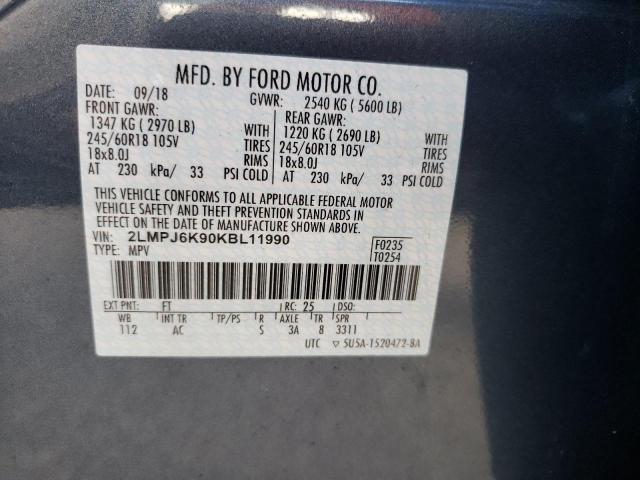 MFD. BY FORD MOTOR CO.
DATE: 09/18 GVWR: 2540 KG ( 5600 LB)
FRONT GAWR: REAR GAWR:
1347 KG ( 2970 LB) WITH 1220 KG ( 2690 LB) WITH
245/60R18 105V TIRES 245/60R18 105V TIRES
18x8.0J RIMS 18x8.0J RIMS
AT 230 kPa/ 33 PSI COLD AT 230 kPa/ 33 PSI COLD
THIS VEHICLE CONFORMS TO ALL APPLICABLE FEDERAL MOTOR
VEHICLE SAFETY AND THEFT PREVENTION STANDARDS IN
EFFECT ON THE DATE OF MANUFACTURE SHOWN ABOVE.
VIN: 2LMPJ6K90KBL11990 F0235
TYPE: MPV T0254
EXT PNT: FT RC: 25 DSO:
WB INT TR TP/PS R AXLE TR SPR
112 AC S 3A 8 3311
UTC ▽ 5U5A-1520472-BA